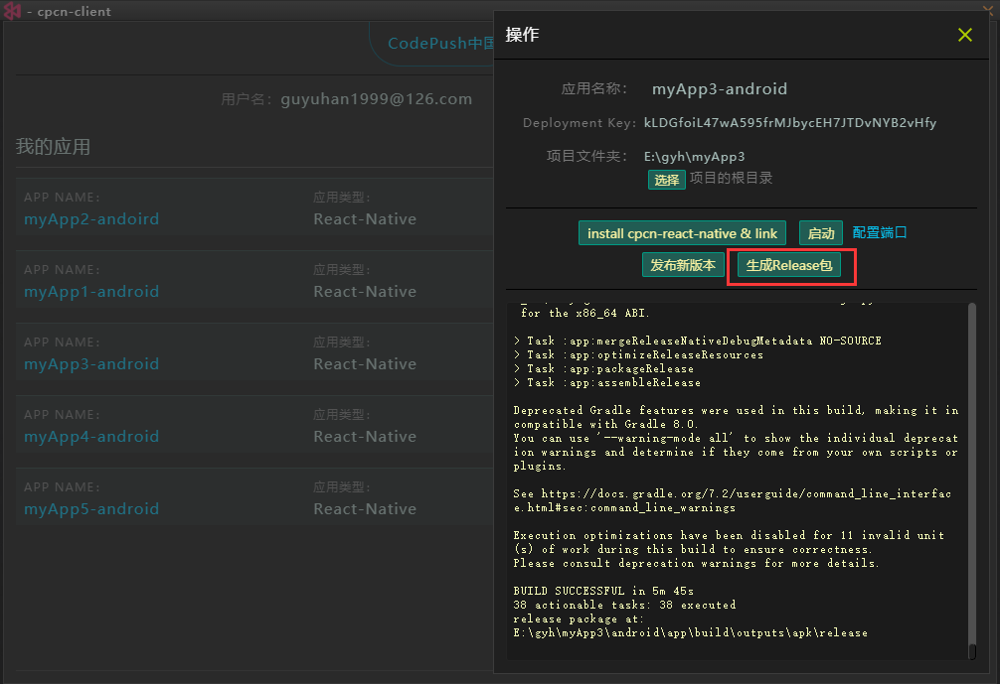 - cpcn-client
CodePush中国
用户名：guyuhan1999@126.com
我的应用
APP NAME: 应用类型:
myApp2-andoird React-Native
APP NAME: 应用类型:
myApp1-android React-Native
APP NAME: 应用类型:
myApp3-android React-Native
APP NAME: 应用类型:
myApp4-android React-Native
APP NAME: 应用类型:
myApp5-android React-Native
操作
应用名称： myApp3-android
Deployment Key: kLDGfoiL47wA595frMJbycEH7JTDvNYB2vHfy
项目文件夹： E:\gyh\myApp3
选择 项目的根目录
install cpcn-react-native & link 启动 配置端口
发布新版本 生成Release包
for the x86_64 ABI.
> Task :app:mergeReleaseNativeDebugMetadata NO-SOURCE
> Task :app:optimizeReleaseResources
> Task :app:packageRelease
> Task :app:assembleRelease
Deprecated Gradle features were used in this build, making it in
compatible with Gradle 8.0.
You can use '--warning-mode all' to show the individual deprecat
ion warnings and determine if they come from your own scripts or
plugins.
See https://docs.gradle.org/7.2/userguide/command_line_interfac
e.html#sec:command_line_warnings
Execution optimizations have been disabled for 11 invalid unit
(s) of work during this build to ensure correctness.
Please consult deprecation warnings for more details.
BUILD SUCCESSFUL in 5m 45s
38 actionable tasks: 38 executed
release package at:
E:\gyh\myApp3\android\app\build\outputs\apk\release